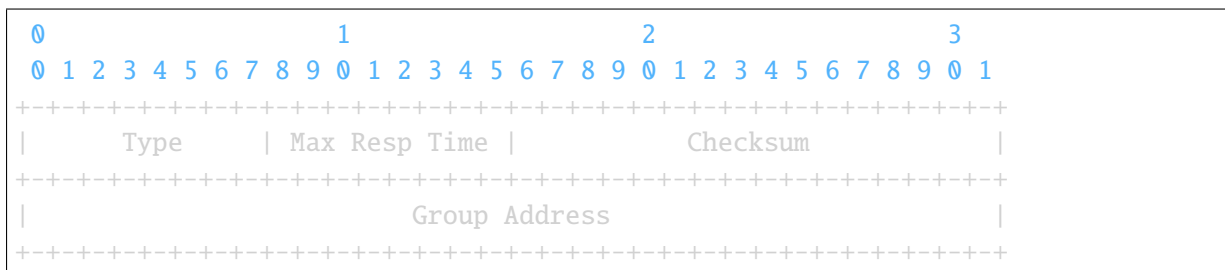 0                   1                   2                   3
 0 1 2 3 4 5 6 7 8 9 0 1 2 3 4 5 6 7 8 9 0 1 2 3 4 5 6 7 8 9 0 1
+-+-+-+-+-+-+-+-+-+-+-+-+-+-+-+-+-+-+-+-+-+-+-+-+-+-+-+-+-+-+-+-+
|      Type     | Max Resp Time |           Checksum            |
+-+-+-+-+-+-+-+-+-+-+-+-+-+-+-+-+-+-+-+-+-+-+-+-+-+-+-+-+-+-+-+-+
|                         Group Address                         |
+-+-+-+-+-+-+-+-+-+-+-+-+-+-+-+-+-+-+-+-+-+-+-+-+-+-+-+-+-+-+-+-+